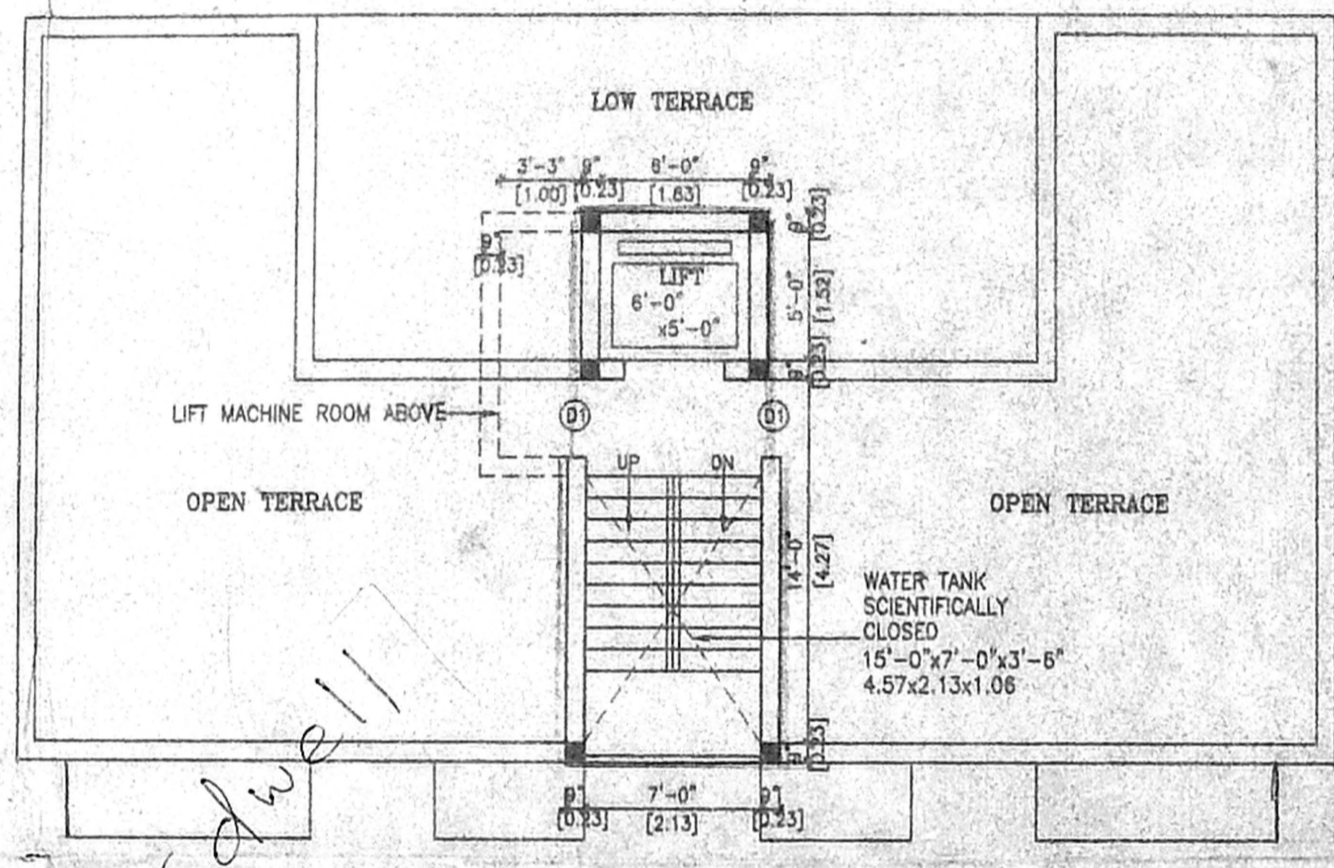 LOW TERRACE
3'-3" 9" 6'-0" 9"
[1.00] [0.23] [1.83] [0.23]
9"
[0.23]
9"
[0.23]
LIFT
6'-0"
x5'-0"
5'-0"
[1.52]
9"
[0.23]
LIFT MACHINE ROOM ABOVE
D1
D1
UP
DN
OPEN TERRACE
OPEN TERRACE
14'-0"
[4.27]
WATER TANK
SCIENTIFICALLY
CLOSED
15'-0"x7'-0"x3'-6"
4.57x2.13x1.06
9"
[0.23]
9" 7'-0" 9"
[0.23] [2.13] [0.23]